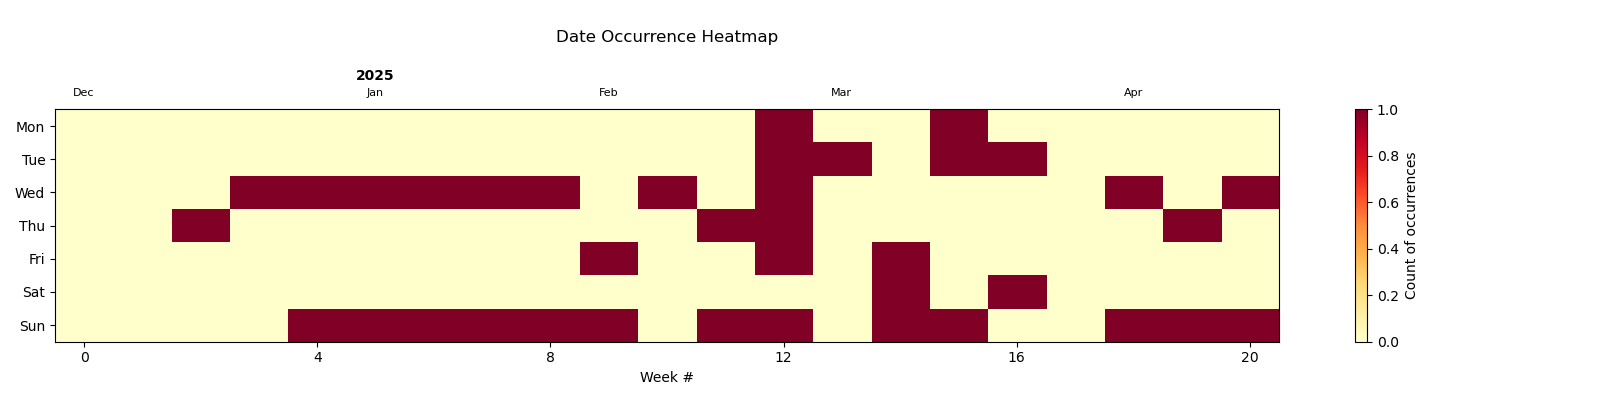 Date Occurrence Heatmap
2025
Dec Jan Feb Mar Apr
Mon
Tue
Wed
Thu
Fri
Sat
Sun
0 4 8 12 16 20
Week #
1.0
0.8
0.6
0.4
0.2
0.0
Count of occurrences